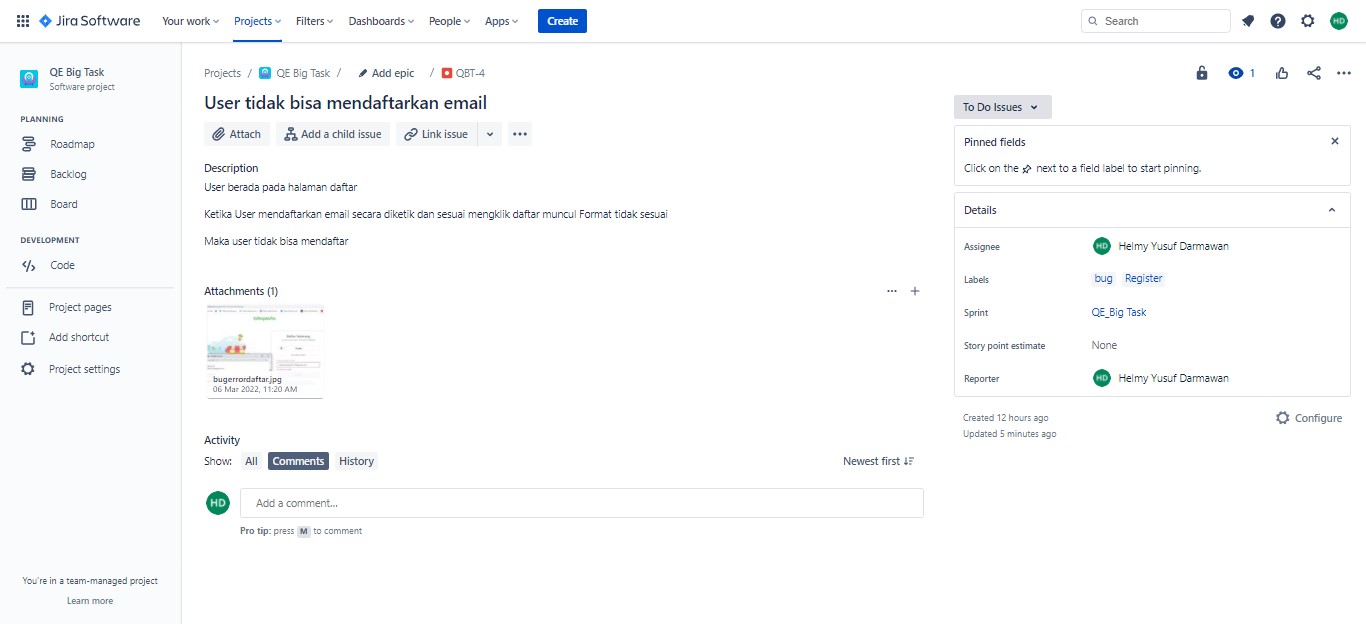 Jira Software
Your work
Projects
Filters
Dashboards
People
Apps
Create
Search
HD
QE Big Task
Software project
PLANNING
Roadmap
Backlog
Board
DEVELOPMENT
Code
Project pages
Add shortcut
Project settings
You're in a team-managed project
Learn more
Projects / QE Big Task / Add epic / QBT-4
User tidak bisa mendaftarkan email
Attach
Add a child issue
Link issue
Description
User berada pada halaman daftar
Ketika User mendaftarkan email secara diketik dan sesuai mengklik daftar muncul Format tidak sesuai
Maka user tidak bisa mendaftar
Attachments (1)
bugerrordaftar.jpg
06 Mar 2022, 11:20 AM
Activity
Show: All Comments History
Newest first
HD
Add a comment...
Pro tip: press M to comment
1
To Do Issues
Pinned fields
Click on the next to a field label to start pinning.
Details
Assignee HD Helmy Yusuf Darmawan
Labels bug Register
Sprint QE_Big Task
Story point estimate None
Reporter HD Helmy Yusuf Darmawan
Created 12 hours ago
Updated 5 minutes ago
Configure